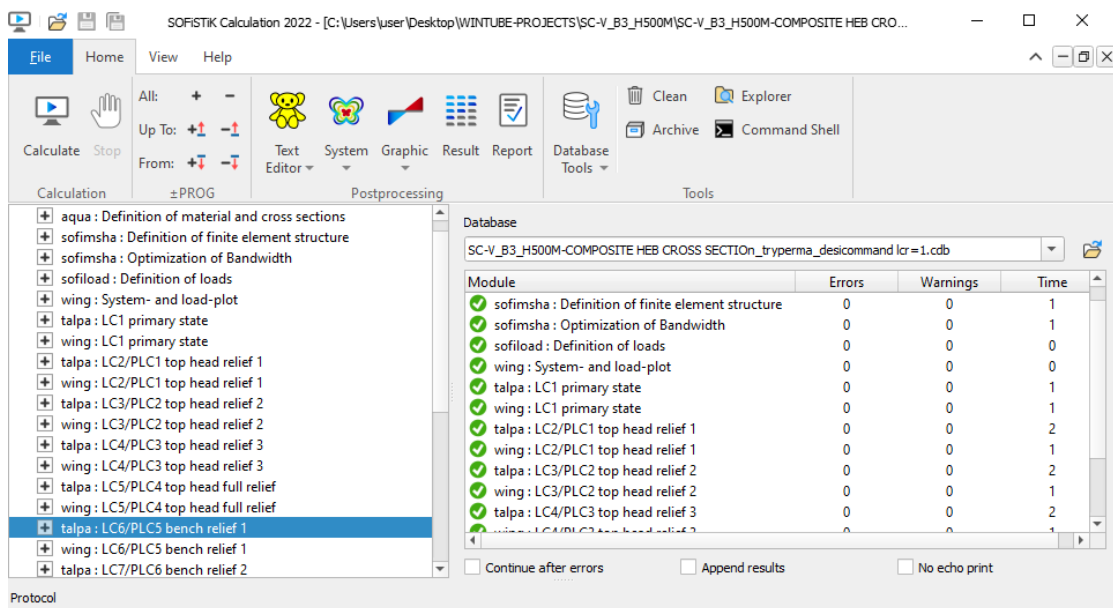 SOFiSTiK Calculation 2022 - [C:\Users\user\Desktop\WINTUBE-PROJECTS\SC-V_B3_H500M\SC-V_B3_H500M-COMPOSITE HEB CRO...
File Home View Help
Calculate Stop
Calculation
All: + -
Up To: + -
From: + -
±PROG
Text Editor
System
Graphic
Result
Report
Postprocessing
Database Tools
Clean
Explorer
Archive
Command Shell
Tools
aqua : Definition of material and cross sections
sofimsha : Definition of finite element structure
sofimsha : Optimization of Bandwidth
sofiload : Definition of loads
wing : System- and load-plot
talpa : LC1 primary state
wing : LC1 primary state
talpa : LC2/PLC1 top head relief 1
wing : LC2/PLC1 top head relief 1
talpa : LC3/PLC2 top head relief 2
wing : LC3/PLC2 top head relief 2
talpa : LC4/PLC3 top head relief 3
wing : LC4/PLC3 top head relief 3
talpa : LC5/PLC4 top head full relief
wing : LC5/PLC4 top head full relief
talpa : LC6/PLC5 bench relief 1
wing : LC6/PLC5 bench relief 1
talpa : LC7/PLC6 bench relief 2
Database
SC-V_B3_H500M-COMPOSITE HEB CROSS SECTIOn_tryperma_desicommand lcr=1.cdb
Module Errors Warnings Time
sofimsha : Definition of finite element structure 0 0 1
sofimsha : Optimization of Bandwidth 0 0 1
sofiload : Definition of loads 0 0 0
wing : System- and load-plot 0 0 0
talpa : LC1 primary state 0 0 1
wing : LC1 primary state 0 0 1
talpa : LC2/PLC1 top head relief 1 0 0 2
wing : LC2/PLC1 top head relief 1 0 0 1
talpa : LC3/PLC2 top head relief 2 0 0 2
wing : LC3/PLC2 top head relief 2 0 0 1
talpa : LC4/PLC3 top head relief 3 0 0 2
wing : LC4/PLC3 top head relief 3 0 0 1
Continue after errors Append results No echo print
Protocol